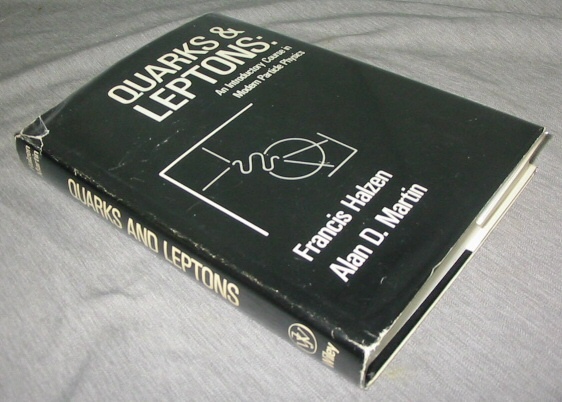 QUARKS &
LEPTONS:
An Introductory Course in
Modern Particle Physics
Francis Halzen
Alan D. Martin
QUARKS AND LEPTONS
Wiley